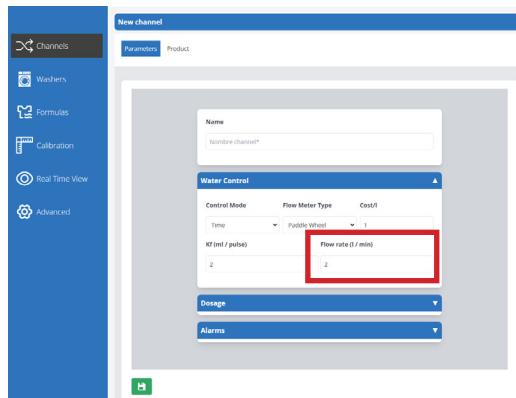 New channel
Channels
Parameters Product
Washers
Formulas
Name
Nombre channel*
Calibration
Real Time View
Water Control
Advanced
Control Mode Flow Meter Type Cost/l
Time Paddle Wheel 1
Kf (ml / pulse) Flow rate (l / min)
2 2
Dosage
Alarms